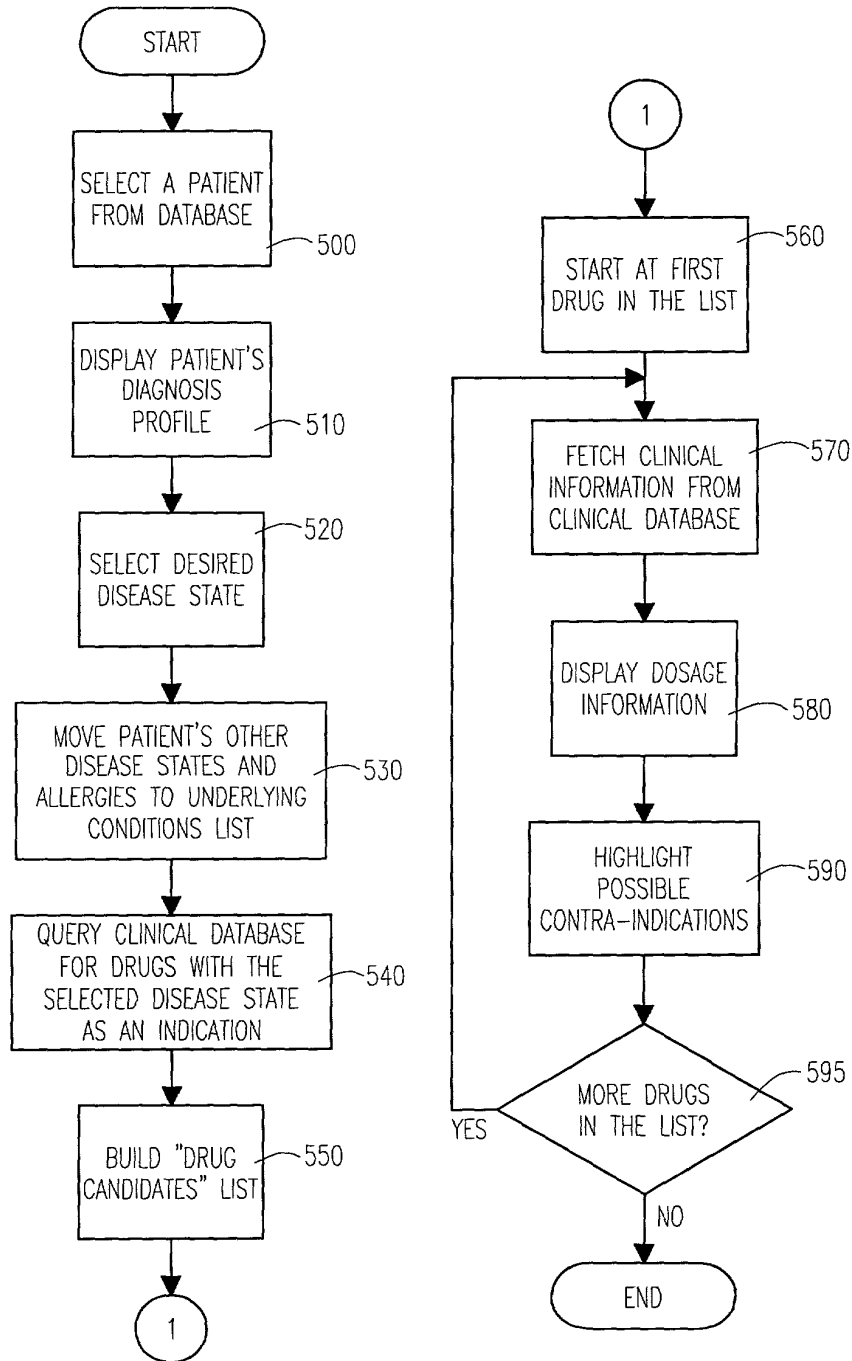 START
SELECT A PATIENT
FROM DATABASE
500
DISPLAY PATIENT'S
DIAGNOSIS
PROFILE
510
520
SELECT DESIRED
DISEASE STATE
MOVE PATIENT'S OTHER
DISEASE STATES AND
ALLERGIES TO UNDERLYING
CONDITIONS LIST
530
QUERY CLINICAL DATABASE
FOR DRUGS WITH THE
SELECTED DISEASE STATE
AS AN INDICATION
540
BUILD "DRUG
CANDIDATES" LIST
550
1
1
560
START AT FIRST
DRUG IN THE LIST
FETCH CLINICAL
INFORMATION FROM
CLINICAL DATABASE
570
DISPLAY DOSAGE
INFORMATION
580
HIGHLIGHT
POSSIBLE
CONTRA-INDICATIONS
590
MORE DRUGS
IN THE LIST?
595
YES
NO
END